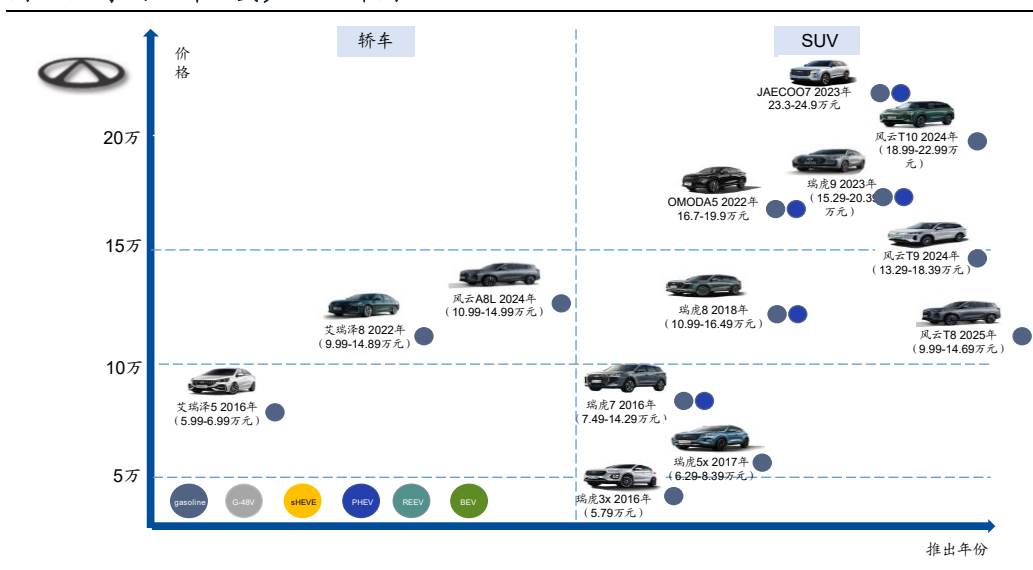 价
格
轿车
SUV
20万
15万
10万
5万
JAECOO7 2023年
23.3-24.9万元
风云T10 2024年
（18.99-22.99万
元）
瑞虎9 2023年
（15.29-20.39
万元）
OMODA5 2022年
16.7-19.9万元
风云T9 2024年
（13.29-18.39万元）
风云A8L 2024年
（10.99-14.99万元）
艾瑞泽8 2022年
（9.99-14.89万元）
瑞虎8 2018年
（10.99-16.49万元）
风云T8 2025年
（9.99-14.69万元）
艾瑞泽5 2016年
（5.99-6.99万元）
瑞虎7 2016年
（7.49-14.29万元）
瑞虎5x 2017年
（6.29-8.39万元）
瑞虎3x 2016年
（5.79万元）
gasoline
G-48V
sHEVE
PHEV
REEV
BEV
推出年份